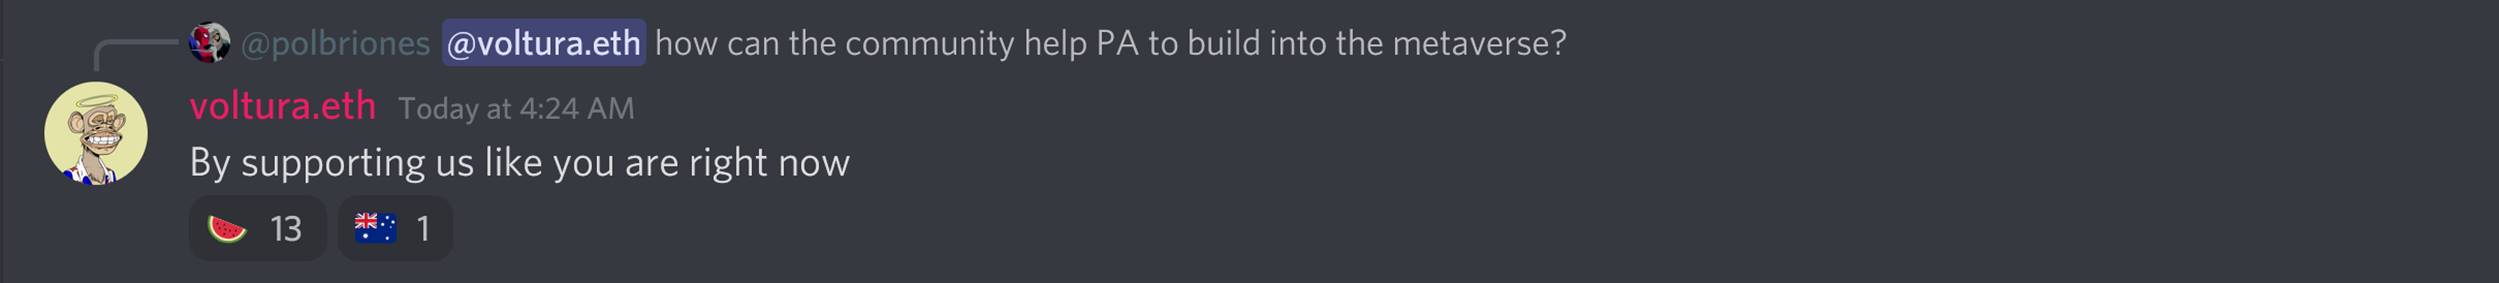 @polbriones @voltura.eth how can the community help PA to build into the metaverse?
voltura.eth Today at 4:24 AM
By supporting us like you are right now
13 1